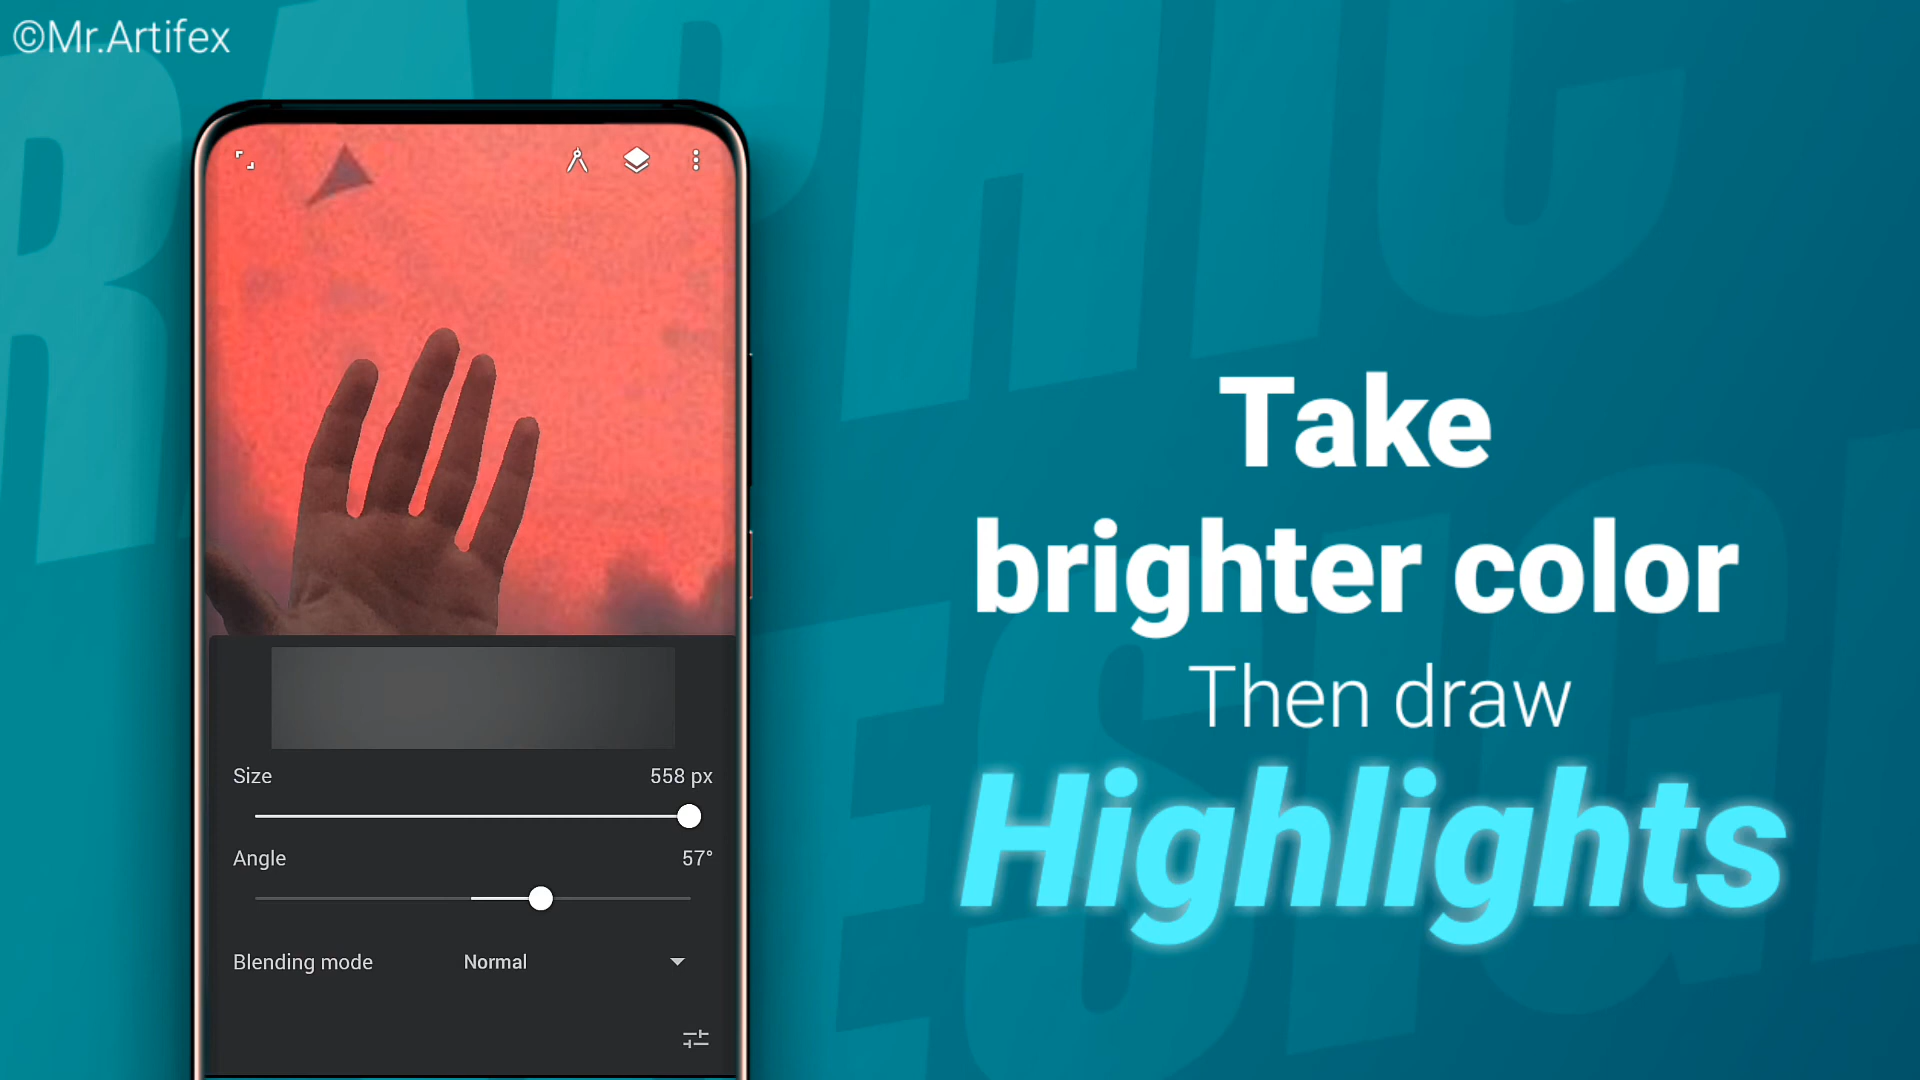 ©Mr.Artifex
Take
brighter color
Then draw
Highlights
Size 558 px
Angle 57°
Blending mode Normal